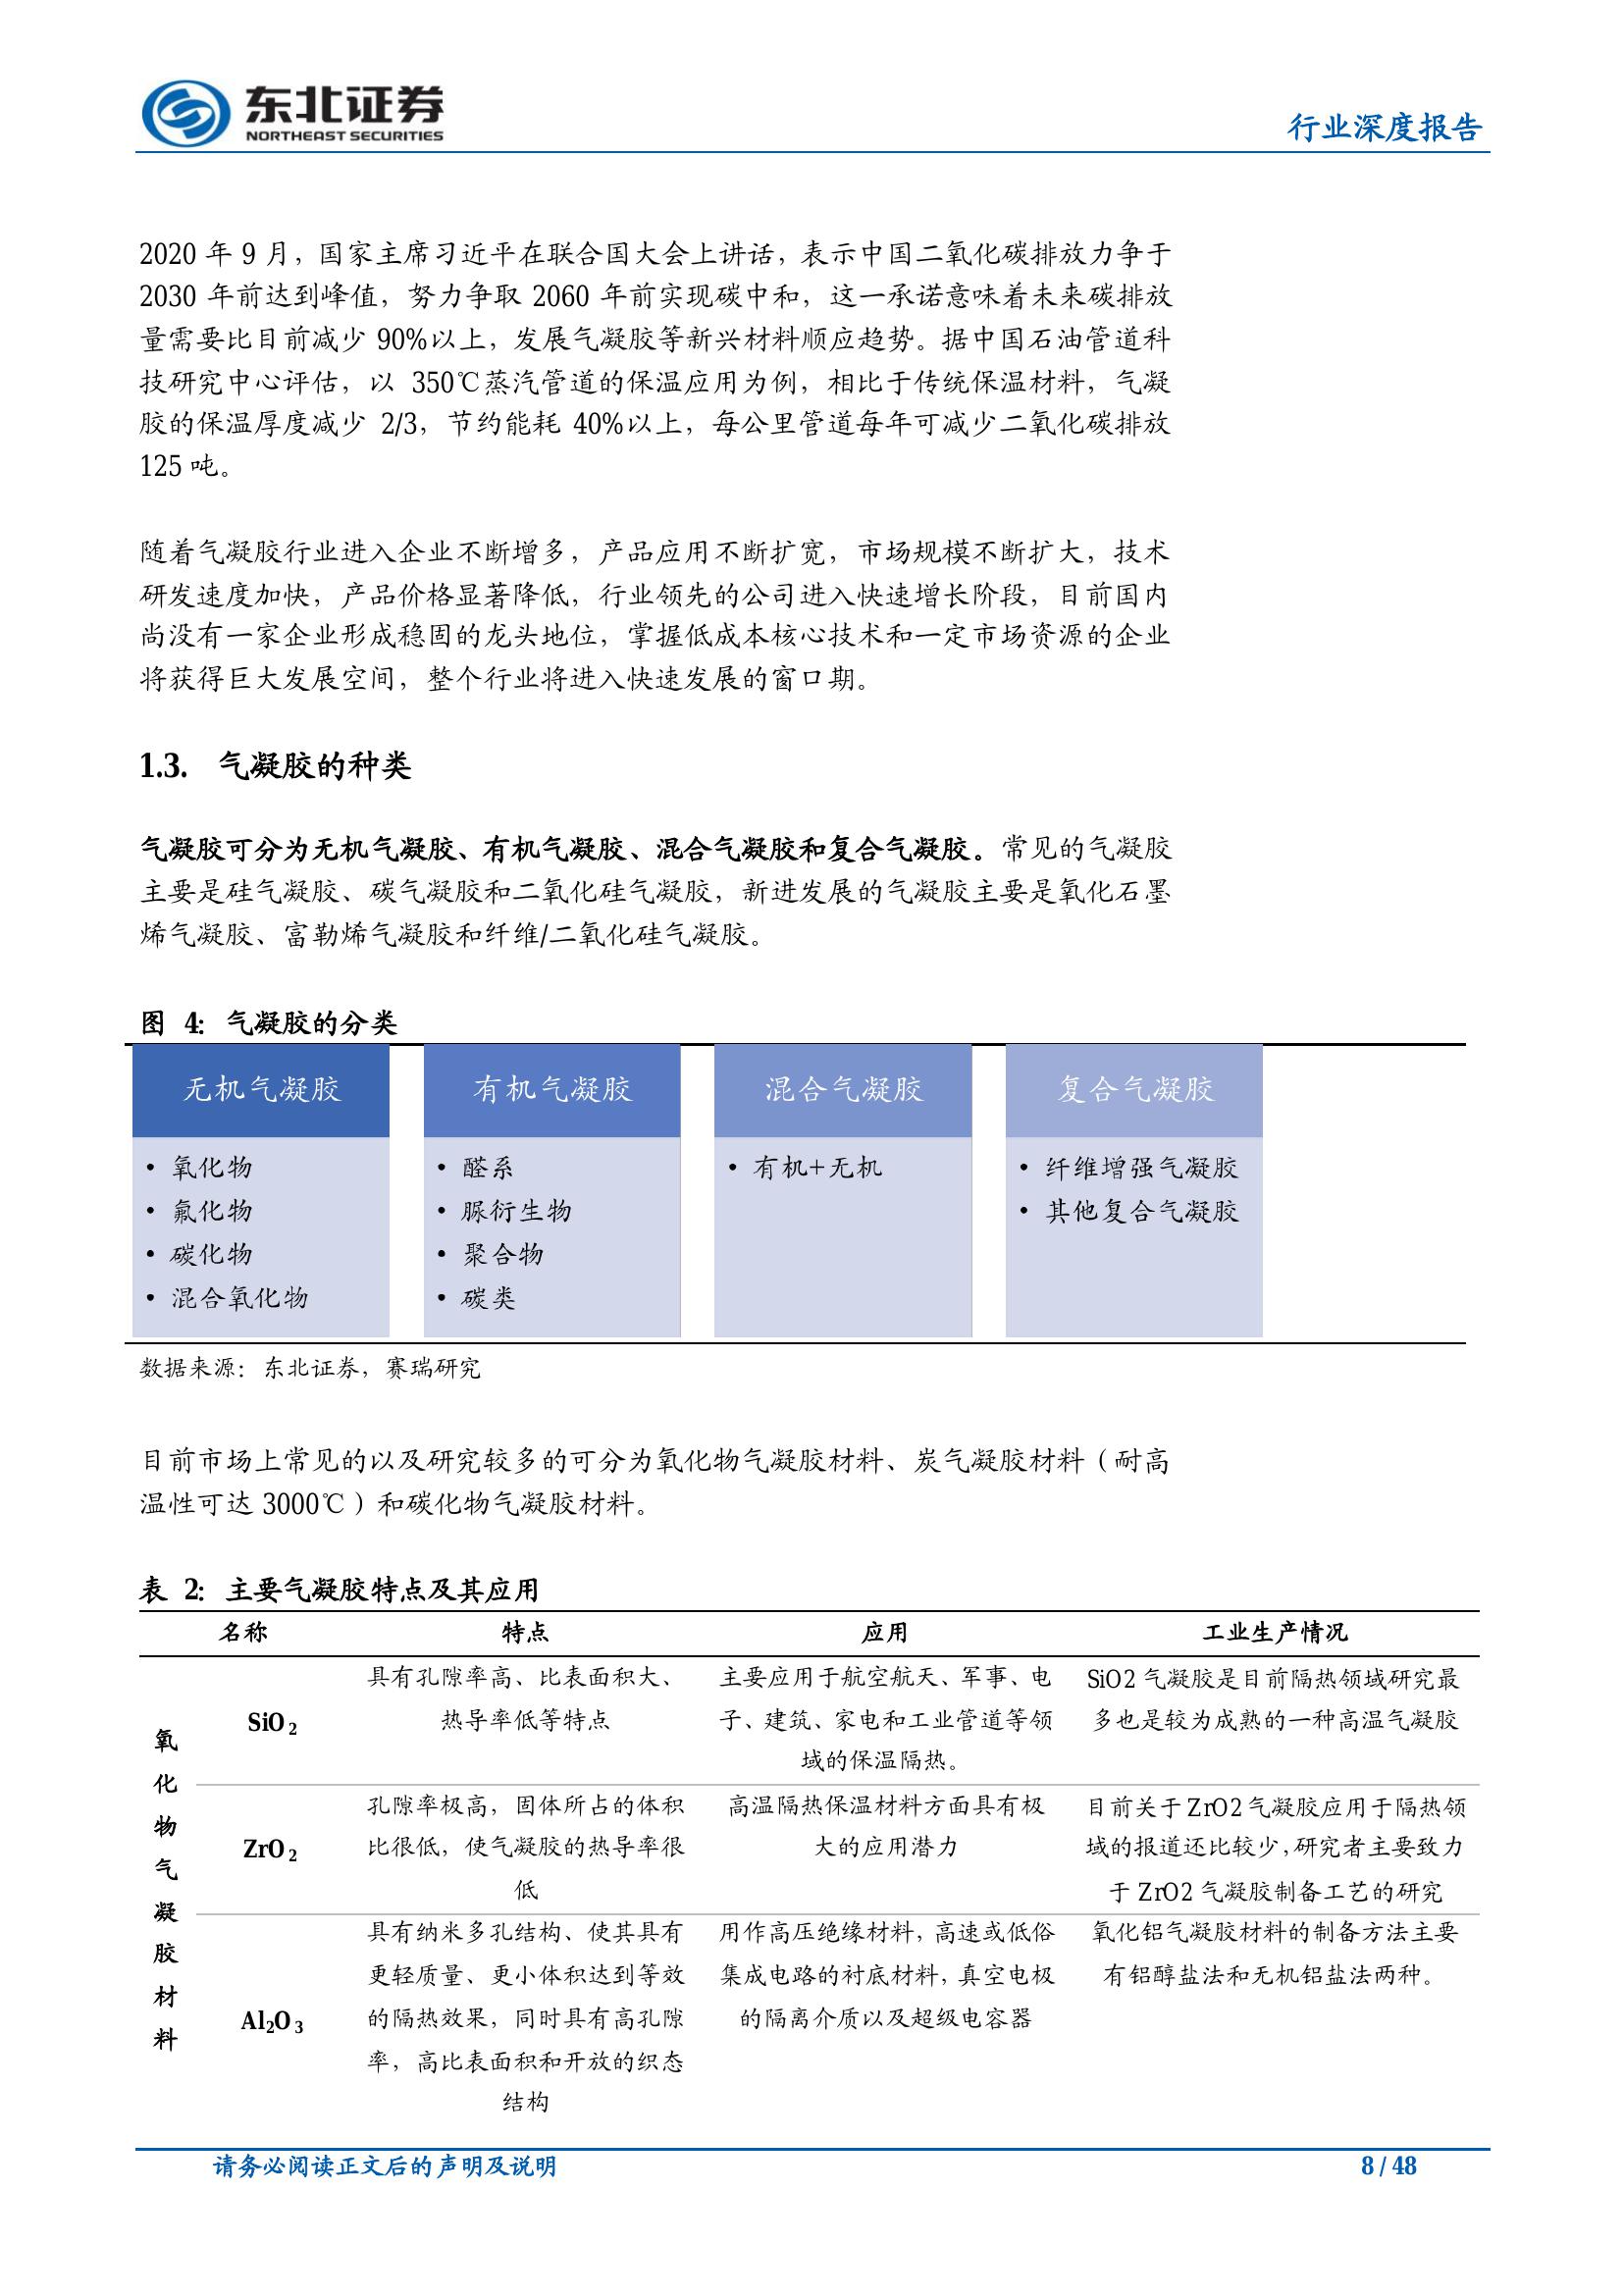 东北证券
NORTHEAST SECURITIES
行业深度报告
2020 年 9 月，国家主席习近平在联合国大会上讲话，表示中国二氧化碳排放力争于
2030 年前达到峰值，努力争取 2060 年前实现碳中和，这一承诺意味着未来碳排放
量需要比目前减少 90%以上，发展气凝胶等新兴材料顺应趋势。据中国石油管道科
技研究中心评估，以 350℃蒸汽管道的保温应用为例，相比于传统保温材料，气凝
胶的保温厚度减少 2/3，节约能耗 40%以上，每公里管道每年可减少二氧化碳排放
125 吨。
随着气凝胶行业进入企业不断增多，产品应用不断扩宽，市场规模不断扩大，技术
研发速度加快，产品价格显著降低，行业领先的公司进入快速增长阶段，目前国内
尚没有一家企业形成稳固的龙头地位，掌握低成本核心技术和一定市场资源的企业
将获得巨大发展空间，整个行业将进入快速发展的窗口期。
1.3. 气凝胶的种类
气凝胶可分为无机气凝胶、有机气凝胶、混合气凝胶和复合气凝胶。常见的气凝胶
主要是硅气凝胶、碳气凝胶和二氧化硅气凝胶，新进发展的气凝胶主要是氧化石墨
烯气凝胶、富勒烯气凝胶和纤维/二氧化硅气凝胶。
图 4：气凝胶的分类
无机气凝胶
• 氧化物
• 氟化物
• 碳化物
• 混合氧化物
有机气凝胶
• 醛系
• 脲衍生物
• 聚合物
• 碳类
混合气凝胶
• 有机+无机
复合气凝胶
• 纤维增强气凝胶
• 其他复合气凝胶
数据来源：东北证券，赛瑞研究
目前市场上常见的以及研究较多的可分为氧化物气凝胶材料、炭气凝胶材料（耐高
温性可达 3000℃）和碳化物气凝胶材料。
表 2：主要气凝胶特点及其应用
名称 特点 应用 工业生产情况
氧
化
物
气
凝
胶
材
料
SiO₂
具有孔隙率高、比表面积大、
热导率低等特点
主要应用于航空航天、军事、电
子、建筑、家电和工业管道等领
域的保温隔热。
SiO2 气凝胶是目前隔热领域研究最
多也是较为成熟的一种高温气凝胶
ZrO₂
孔隙率极高，固体所占的体积
比很低，使气凝胶的热导率很
低
高温隔热保温材料方面具有极
大的应用潜力
目前关于 ZrO2 气凝胶应用于隔热领
域的报道还比较少，研究者主要致力
于 ZrO2 气凝胶制备工艺的研究
Al₂O₃
具有纳米多孔结构、使其具有
更轻质量、更小体积达到等效
的隔热效果，同时具有高孔隙
率，高比表面积和开放的织态
结构
用作高压绝缘材料，高速或低俗
集成电路的衬底材料，真空电极
的隔离介质以及超级电容器
氧化铝气凝胶材料的制备方法主要
有铝醇盐法和无机铝盐法两种。
请务必阅读正文后的声明及说明
8 / 48